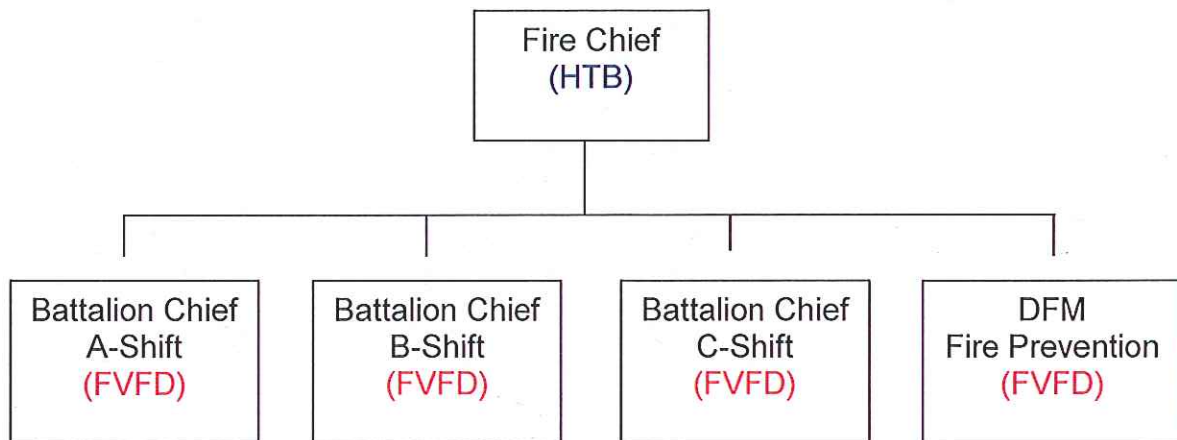 Fire Chief
(HTB)
Battalion Chief
A-Shift
(FVFD)
Battalion Chief
B-Shift
(FVFD)
Battalion Chief
C-Shift
(FVFD)
DFM
Fire Prevention
(FVFD)